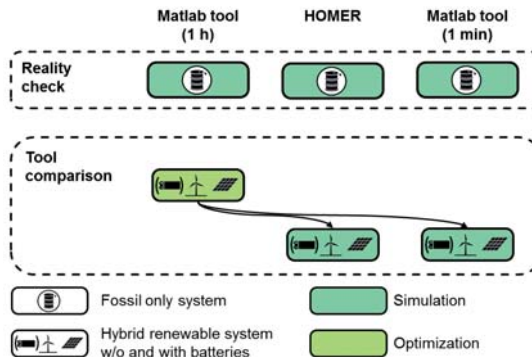 Matlab tool
(1 h)
HOMER
Matlab tool
(1 min)
Reality
check
Tool
comparison
Fossil only system
Simulation
Hybrid renewable system
w/o and with batteries
Optimization